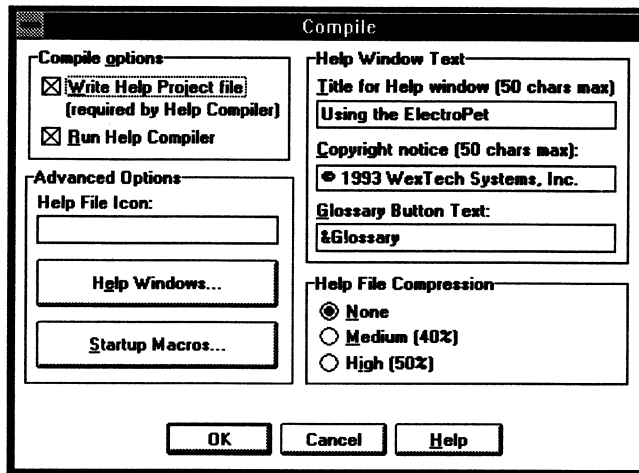 Compile
Compile options
Write Help Project file
(required by Help Compiler)
Run Help Compiler
Advanced Options
Help File Icon:
Help Windows...
Startup Macros...
Help Window Text
Title for Help window (50 chars max)
Using the ElectroPet
Copyright notice (50 chars max):
© 1993 WexTech Systems, Inc.
Glossary Button Text:
&Glossary
Help File Compression
None
Medium (40%)
High (50%)
OK
Cancel
Help